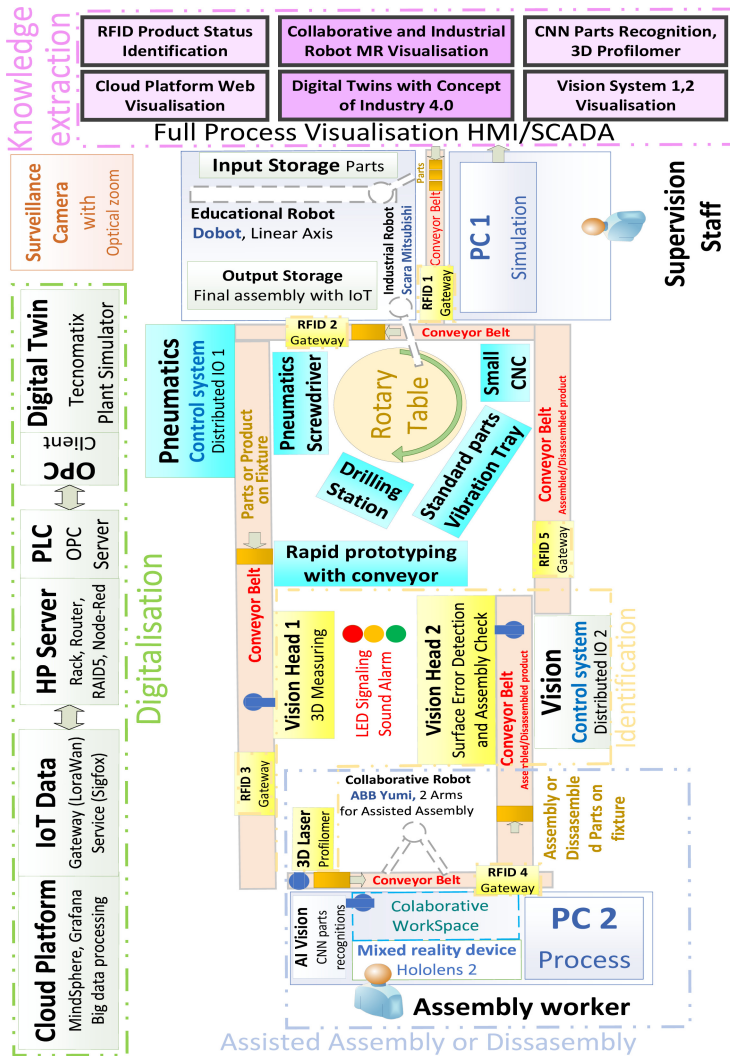 Knowledge
extraction
RFID Product Status
Identification
Collaborative and Industrial
Robot MR Visualisation
CNN Parts Recognition,
3D Profilomer
Cloud Platform Web
Visualisation
Digital Twins with Concept
of Industry 4.0
Vision System 1,2
Visualisation
Full Process Visualisation HMI/SCADA
Surveillance
Camera
with
Optical zoom
Input Storage Parts
Educational Robot
Dobot, Linear Axis
Output Storage
Final assembly with IoT
Industrial Robot
Scara Mitsubishi
Parts
Conveyor Belt
RFID 1
Gateway
PC 1
Simulation
Supervision
Staff
Digital Twin
Tecnomatix
Plant Simulator
OPC
Client
PLC
OPC
Server
HP Server
Rack, Router,
RAID5, Node-Red
IoT Data
Gateway (LoraWan)
Service (Sigfox)
Cloud Platform
MindSphere, Grafana
Big data processing
Digitalisation
Pneumatics
Control system
Distributed IO 1
RFID 2
Gateway
Conveyor Belt
Pneumatics
Screwdriver
Rotary
Table
Small
CNC
Drilling
Station
Standard parts
Vibration Tray
Parts or Product
on Fixture
Conveyor Belt
Assembled/Disassembled product
RFID 5
Gateway
Rapid prototyping
with conveyor
Conveyor Belt
Vision Head 1
3D Measuring
LED Signaling
Sound Alarm
Vision Head 2
Surface Error Detection
and Assembly Check
Conveyor Belt
Assembled/Disassembled product
Vision
Control system
Distributed IO 2
Identification
RFID 3
Gateway
Collaborative Robot
ABB Yumi, 2 Arms
for Assisted Assembly
3D Laser
Profilomer
Conveyor Belt
RFID 4
Gateway
Assembly or
Dissasemble
d Parts on
fixture
AI Vision
CNN parts
recognitions
Colaborative
WorkSpace
Mixed reality device
Hololens 2
PC 2
Process
Assembly worker
Assisted Assembly or Dissasembly